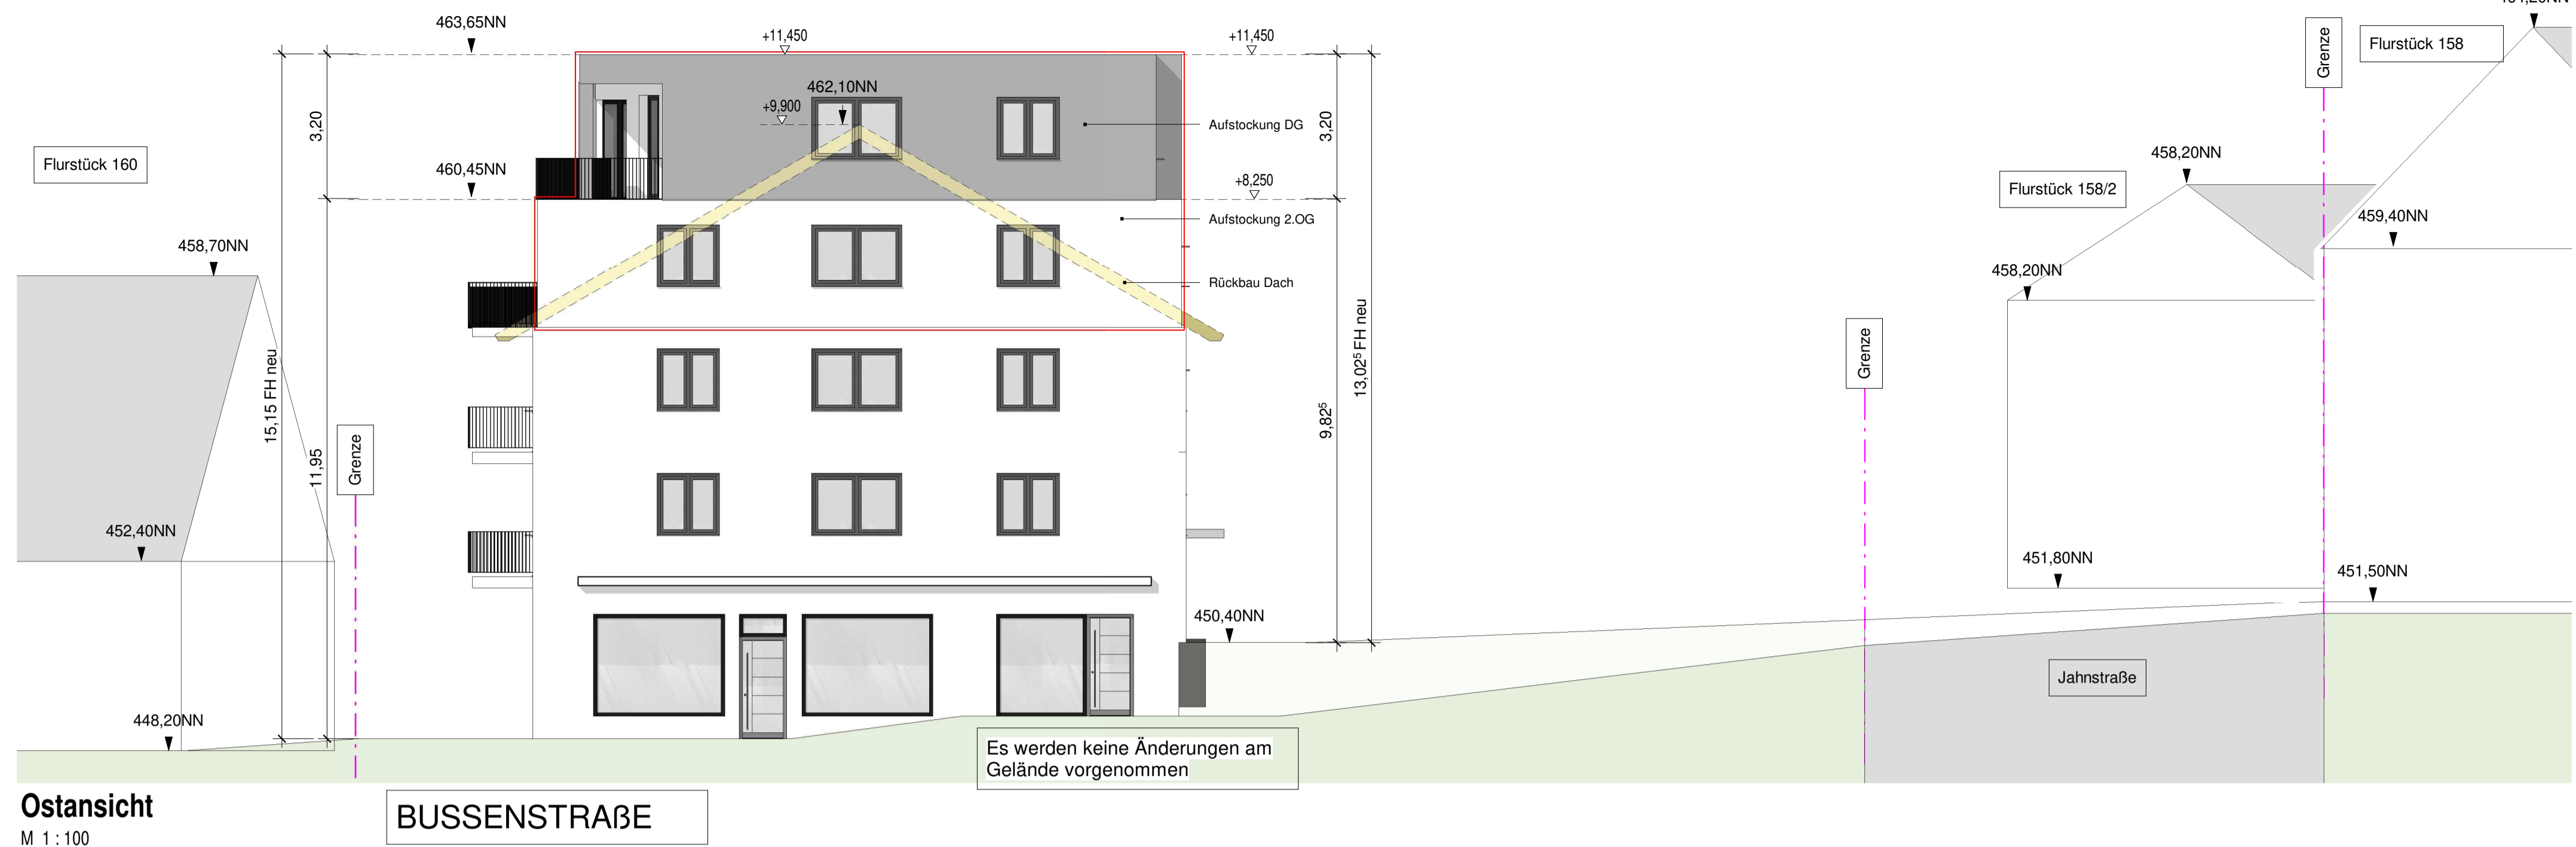 463,65NN
+11,450
+11,450
Grenze
Flurstück 158
462,10NN
+9,900
3,20
Aufstockung DG
3,20
Flurstück 160
460,45NN
458,20NN
+8,250
Flurstück 158/2
Aufstockung 2.OG
459,40NN
458,70NN
458,20NN
Rückbau Dach
15,15 FH neu
13,02⁵ FH neu
Grenze
9,82⁵
11,95
Grenze
452,40NN
451,80NN
451,50NN
450,40NN
Jahnstraße
448,20NN
Es werden keine Änderungen am
Gelände vorgenommen
Ostansicht
M 1 : 100
BUSSENSTRAßE